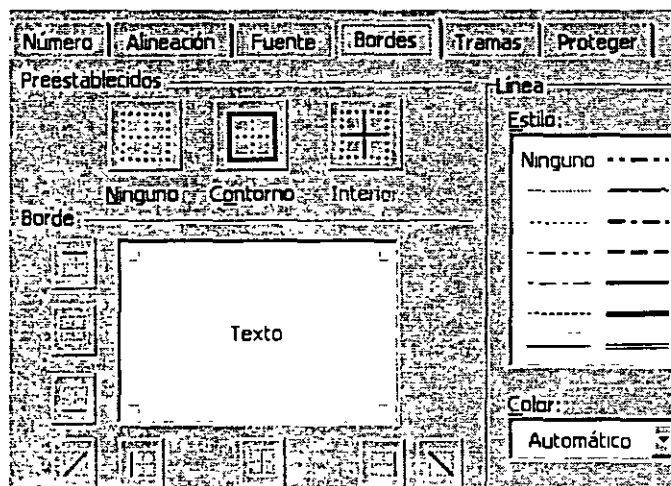 Número Alineación Fuente Bordes Tramas Proteger
Preestablecidos
Ninguno Contorno Interior
Borde
Texto
Línea
Estilo:
Ninguno
Color:
Automático